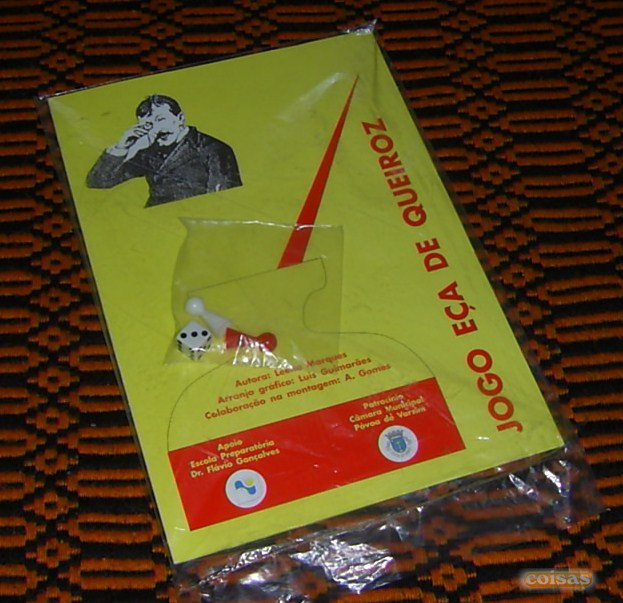 JOGO EÇA DE QUEIROZ
Autora: Marques
Arranjo gráfico: Luís Guimarães
Colaboração na montagem: A. Gomes
Apoio
Escola Preparatória
Dr. Flávio Gonçalves
Patrocínio
Câmara Municipal
Póvoa de Varzim
coisas